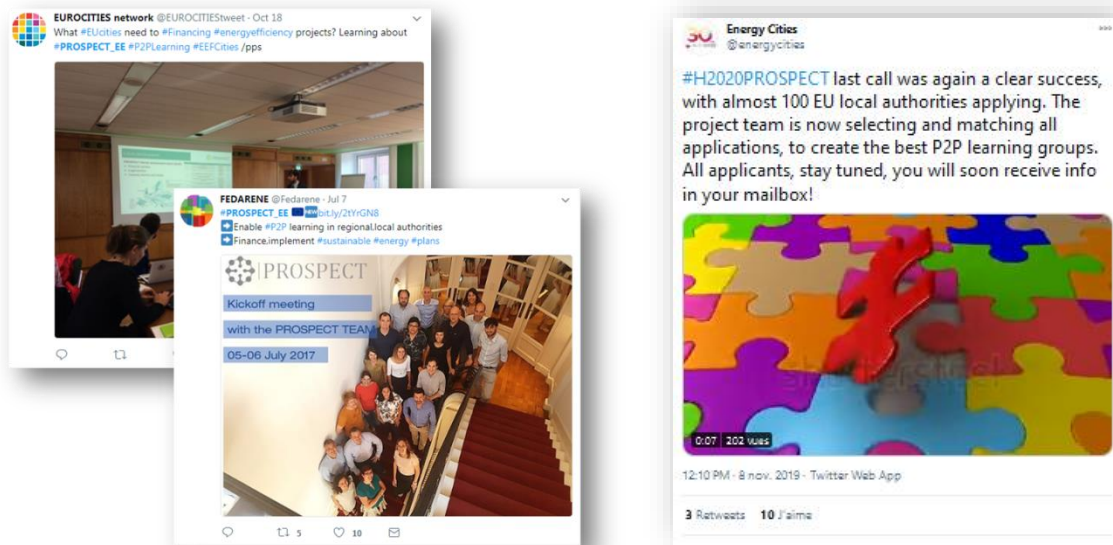 EUROCITIES network @EUROCITIEStweet · Oct 18
What #EUcities need to #Financing #energyefficiency projects? Learning about
#PROSPECT_EE #P2PLearning #EEFCities /pps
FEDARENE @Fedarene · Jul 7
#PROSPECT_EE NEW bit.ly/2tYrGN8
Enable #P2P learning in regional.local authorities
Finance,implement #sustainable #energy #plans
PROSPECT
Kickoff meeting
with the PROSPECT TEAM
05-06 July 2017
5 10
30
Energy Cities
@energycities
#H2020PROSPECT last call was again a clear success,
with almost 100 EU local authorities applying. The
project team is now selecting and matching all
applications, to create the best P2P learning groups.
All applicants, stay tuned, you will soon receive info
in your mailbox!
shutterstock
0:07 202 vues
12:10 PM · 8 nov. 2019 · Twitter Web App
3 Retweets 10 J'aime